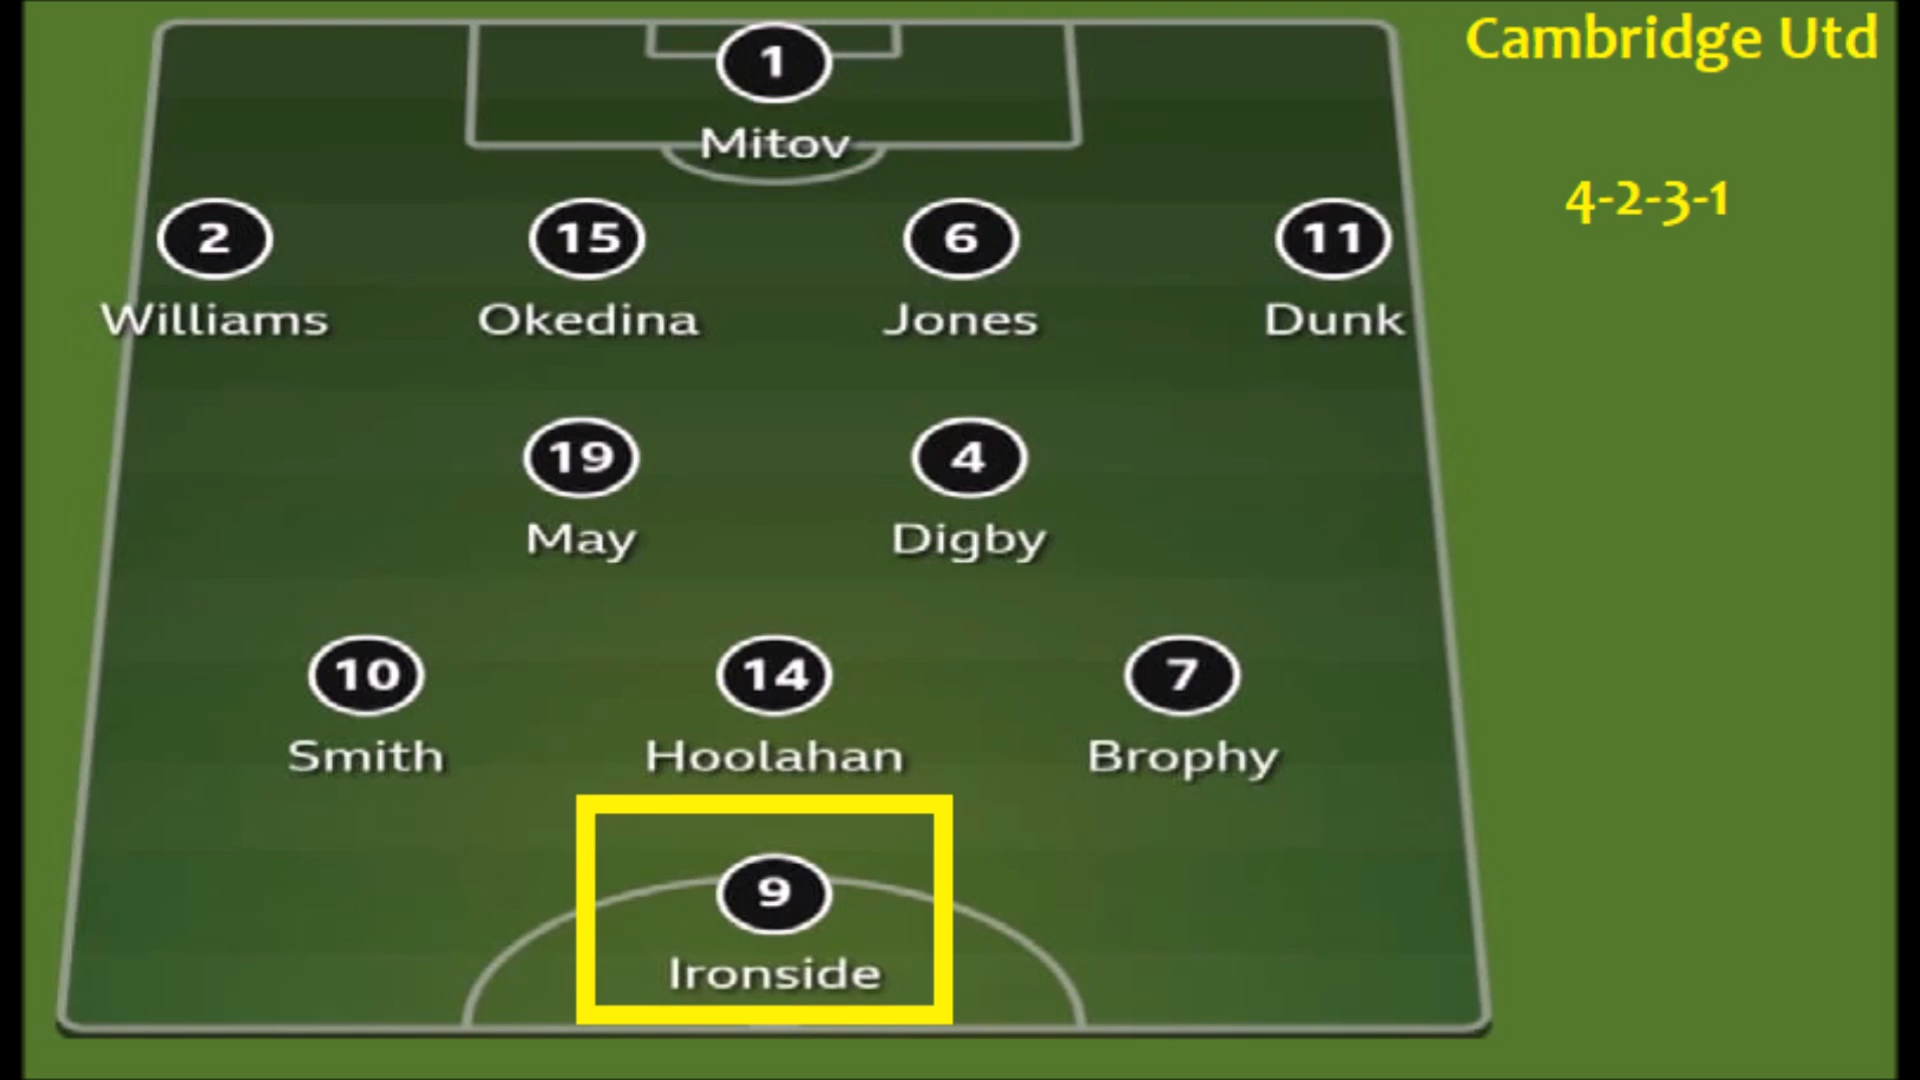 Cambridge Utd
4-2-3-1
1
Mitov
2 15 6 11
Williams Okedina Jones Dunk
19 4
May Digby
10 14 7
Smith Hoolahan Brophy
9
Ironside